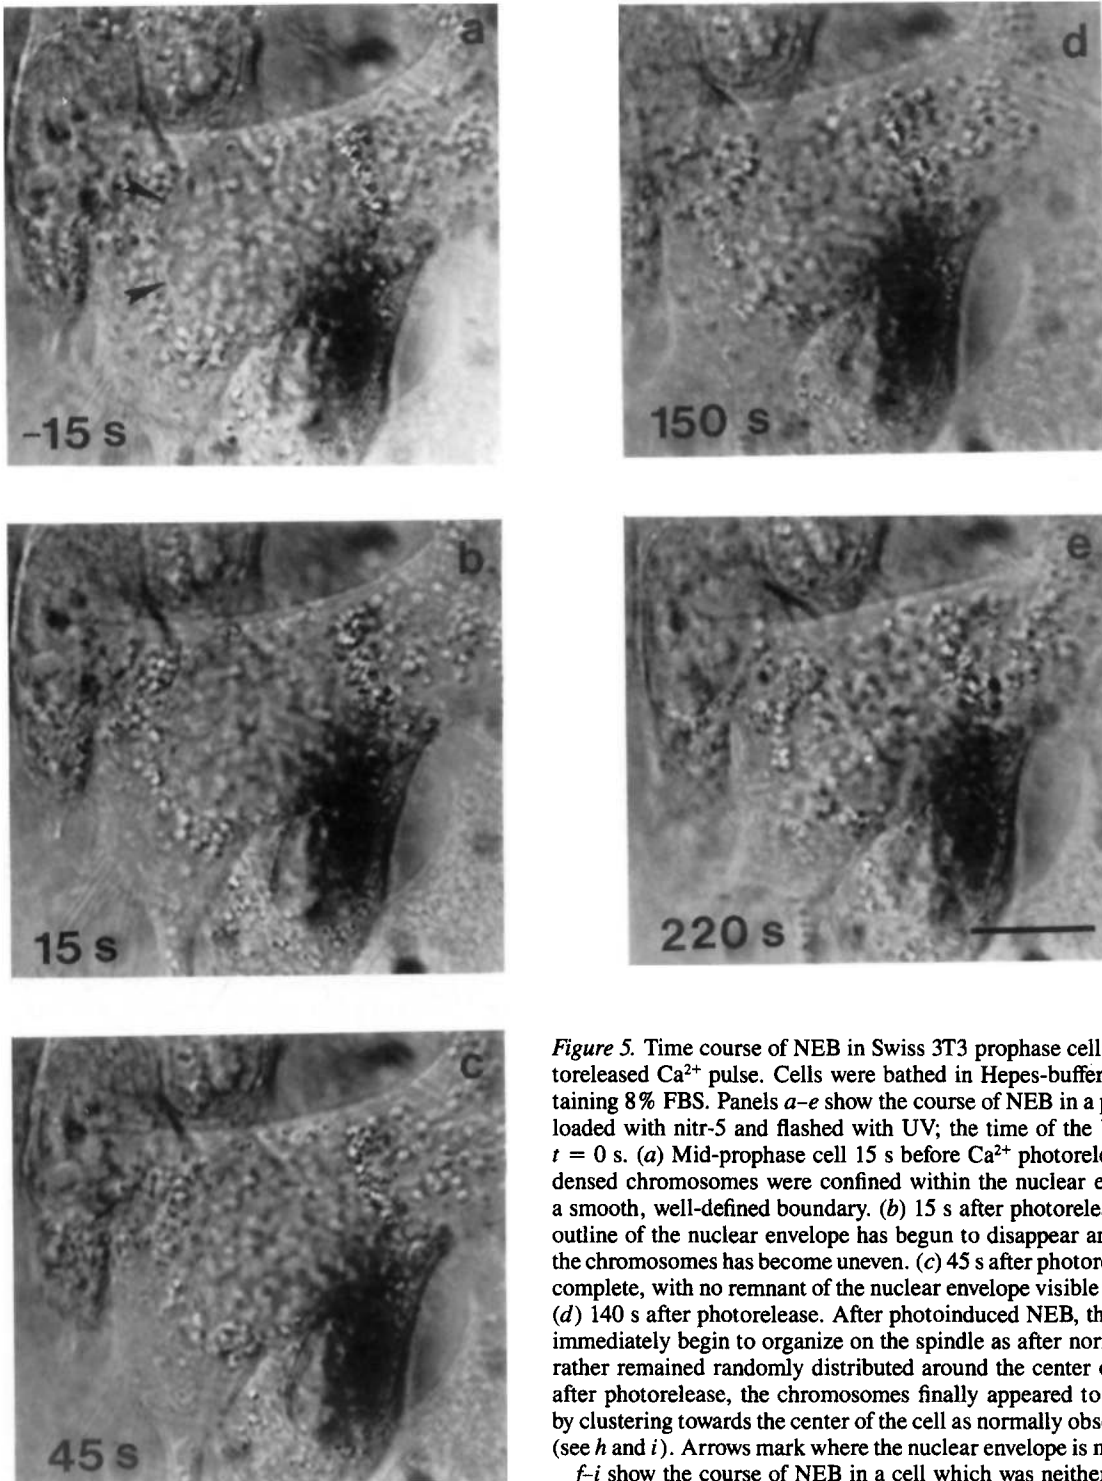 a
-15 s
d
150 s
b
15 s
e
220 s
c
45 s
Figure 5. Time course of NEB in Swiss 3T3 prophase cell
toreleased Ca²⁺ pulse. Cells were bathed in Hepes-buffer
taining 8% FBS. Panels a–e show the course of NEB in a
loaded with nitr-5 and flashed with UV; the time of the
t = 0 s. (a) Mid-prophase cell 15 s before Ca²⁺ photorele
densed chromosomes were confined within the nuclear e
a smooth, well-defined boundary. (b) 15 s after photorele
outline of the nuclear envelope has begun to disappear a
the chromosomes has become uneven. (c) 45 s after photor
complete, with no remnant of the nuclear envelope visible
(d) 140 s after photorelease. After photoinduced NEB, th
immediately begin to organize on the spindle as after nor
rather remained randomly distributed around the center
after photorelease, the chromosomes finally appeared to
by clustering towards the center of the cell as normally obs
(see h and i). Arrows mark where the nuclear envelope is
f–i show the course of NEB in a cell which was neither